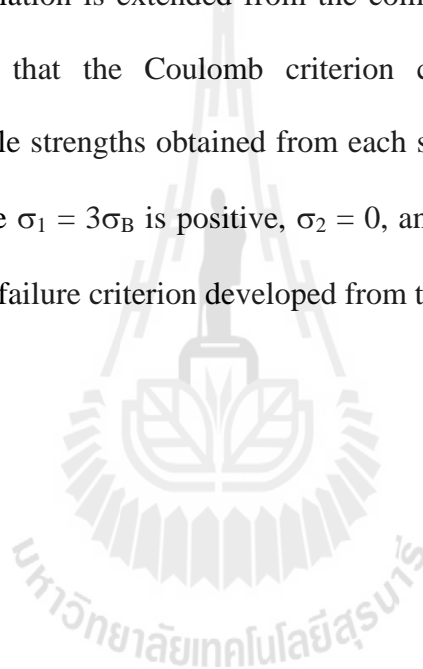 lation is extended from the com
that the Coulomb criterion c
le strengths obtained from each s
e σ₁ = 3σ_B is positive, σ₂ = 0, an
failure criterion developed from t
มหาวิทยาลัยเทคโนโลยีสุรนารี